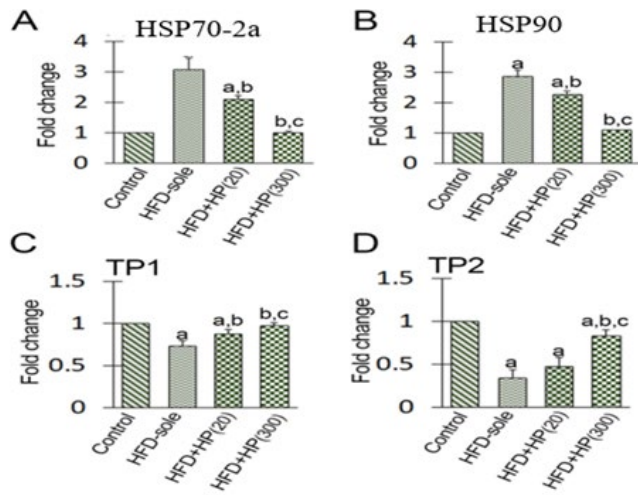 A
HSP70-2a
Fold change
4
3
2
1
0
a,b
b,c
Control
HFD-sole
HFD+HP(20)
HFD+HP(300)
B
HSP90
Fold change
4
3
2
1
0
a
a,b
b,c
Control
HFD-sole
HFD+HP(20)
HFD+HP(300)
C
TP1
Fold change
1.5
1
0.5
0
a
a,b
b,c
Control
HFD-sole
HFD+HP(20)
HFD+HP(300)
D
TP2
Fold change
1.5
1
0.5
0
a
a
a,b,c
Control
HFD-sole
HFD+HP(20)
HFD+HP(300)